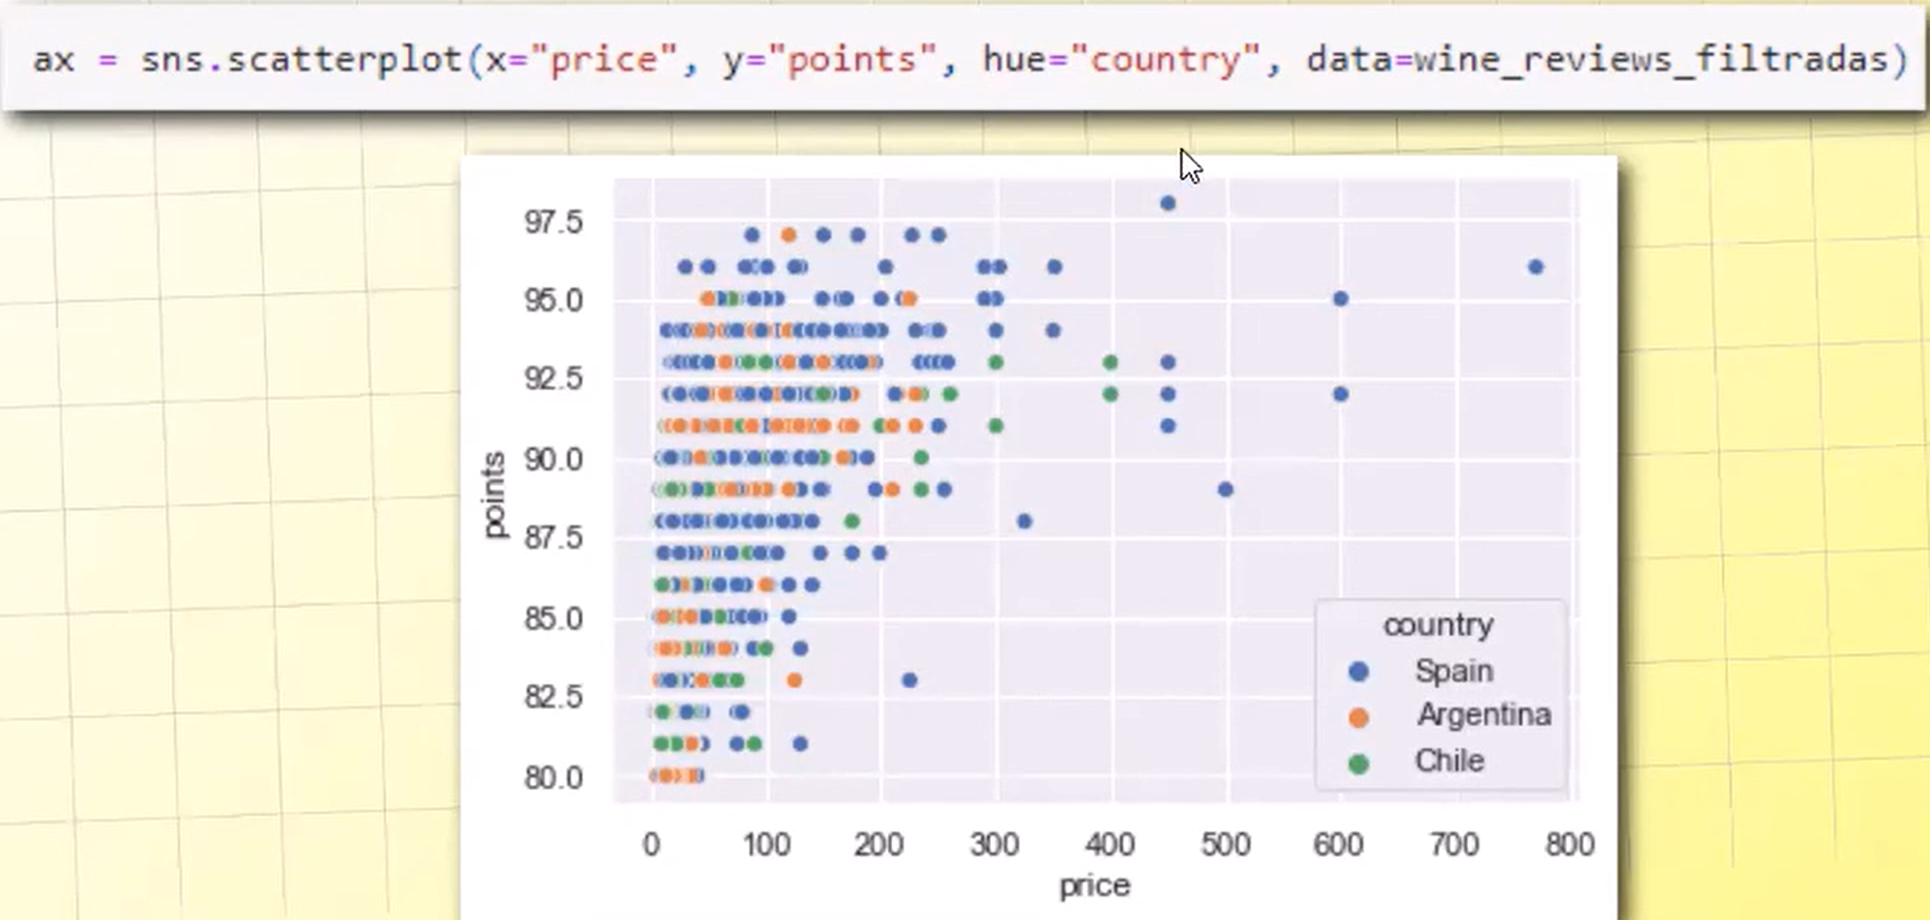 ax = sns.scatterplot(x="price", y="points", hue="country", data=wine_reviews_filtradas)
97.5
95.0
92.5
90.0
87.5
85.0
82.5
80.0
points
country
Spain
Argentina
Chile
0 100 200 300 400 500 600 700 800
price